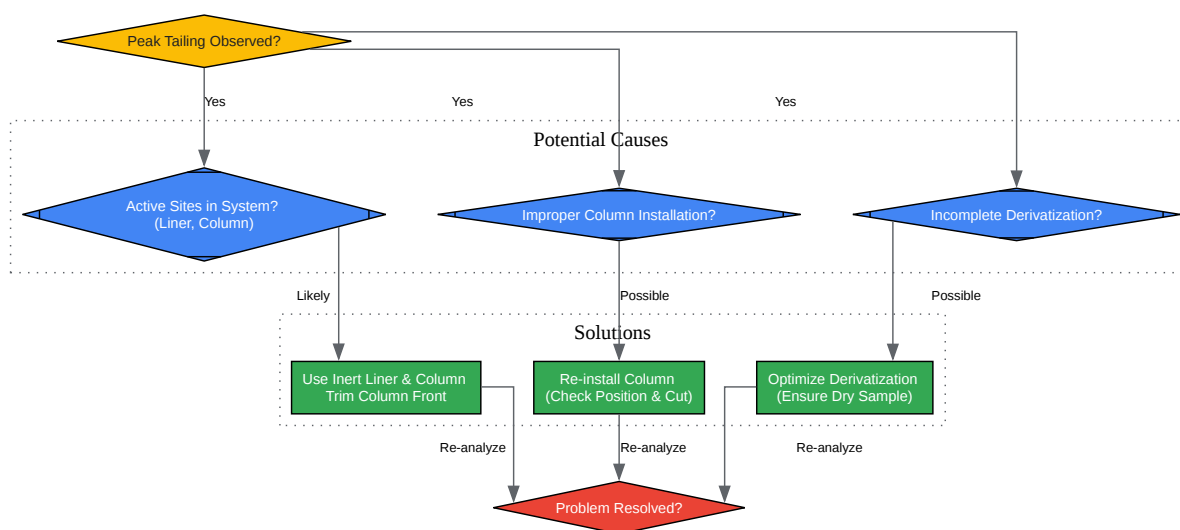 Peak Tailing Observed?
Yes
Yes
Yes
Potential Causes
Active Sites in System?
(Liner, Column)
Improper Column Installation?
Incomplete Derivatization?
Likely
Possible
Possible
Solutions
Use Inert Liner & Column
Trim Column Front
Re-install Column
(Check Position & Cut)
Optimize Derivatization
(Ensure Dry Sample)
Re-analyze
Re-analyze
Re-analyze
Problem Resolved?